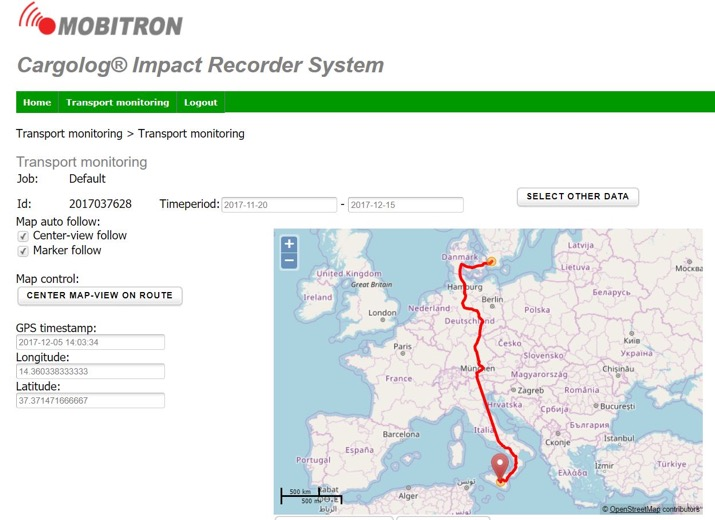 MOBITRON
Cargolog® Impact Recorder System
Home Transport monitoring Logout
Transport monitoring > Transport monitoring
Transport monitoring
Job: Default
Id: 2017037628 Timeperiod: 2017-11-20 - 2017-12-15 SELECT OTHER DATA
Map auto follow:
Center-view follow
Marker follow
Map control:
CENTER MAP-VIEW ON ROUTE
GPS timestamp:
2017-12-05 14:03:34
Longitude:
14.360338333333
Latitude:
37.371471666667
+
−
Latvija
Danmark
Москва
Lietuva
United Kingdom
Great Britain
Hamburg
Беларусь
Ireland
Berlin
Nederland
Polska
London
Deutschland
Київ
Paris
Česko
Україна
Slovensko
München
Magyarország
Chișinău
France
Zagreb
Hrvatska
Србија
București
Italia
България
Barcelona
Скопје
Istanbul
Portugal
España
Ελλάς
İzmir
Türkiye
تونس
Alger
Rabat
الرباط
500 km
500 mi
© OpenStreetMap contributors